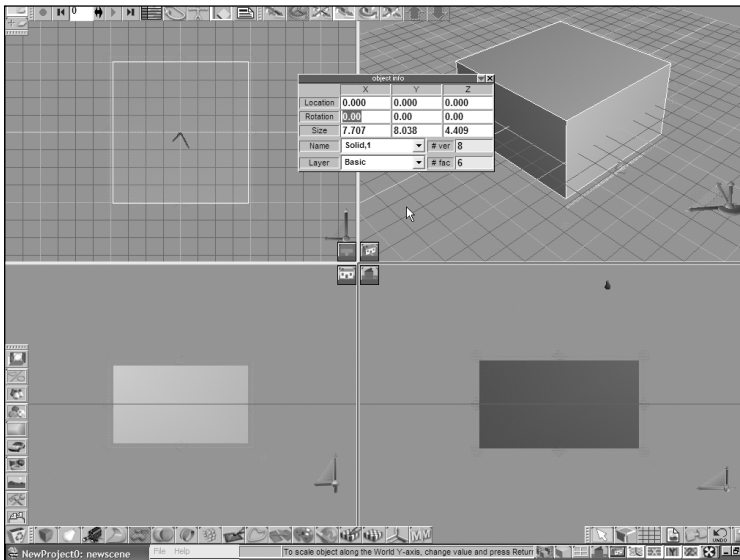 0
object info
X Y Z
Location 0.000 0.000 0.000
Rotation 0.00 0.00 0.00
Size 7.707 8.038 4.409
Name Solid,1 # ver 8
Layer Basic # fac 6
UNDO
NewProject0: newscene File Help To scale object along the World Y-axis, change value and press Return